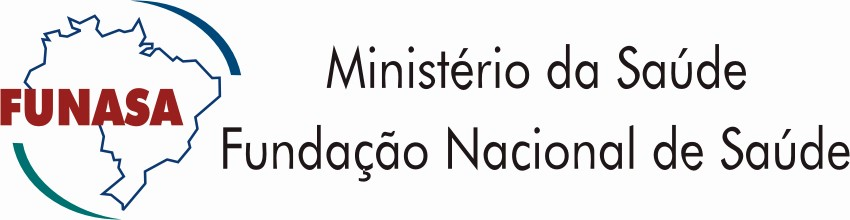 FUNASA
Ministério da Saúde
Fundação Nacional de Saúde